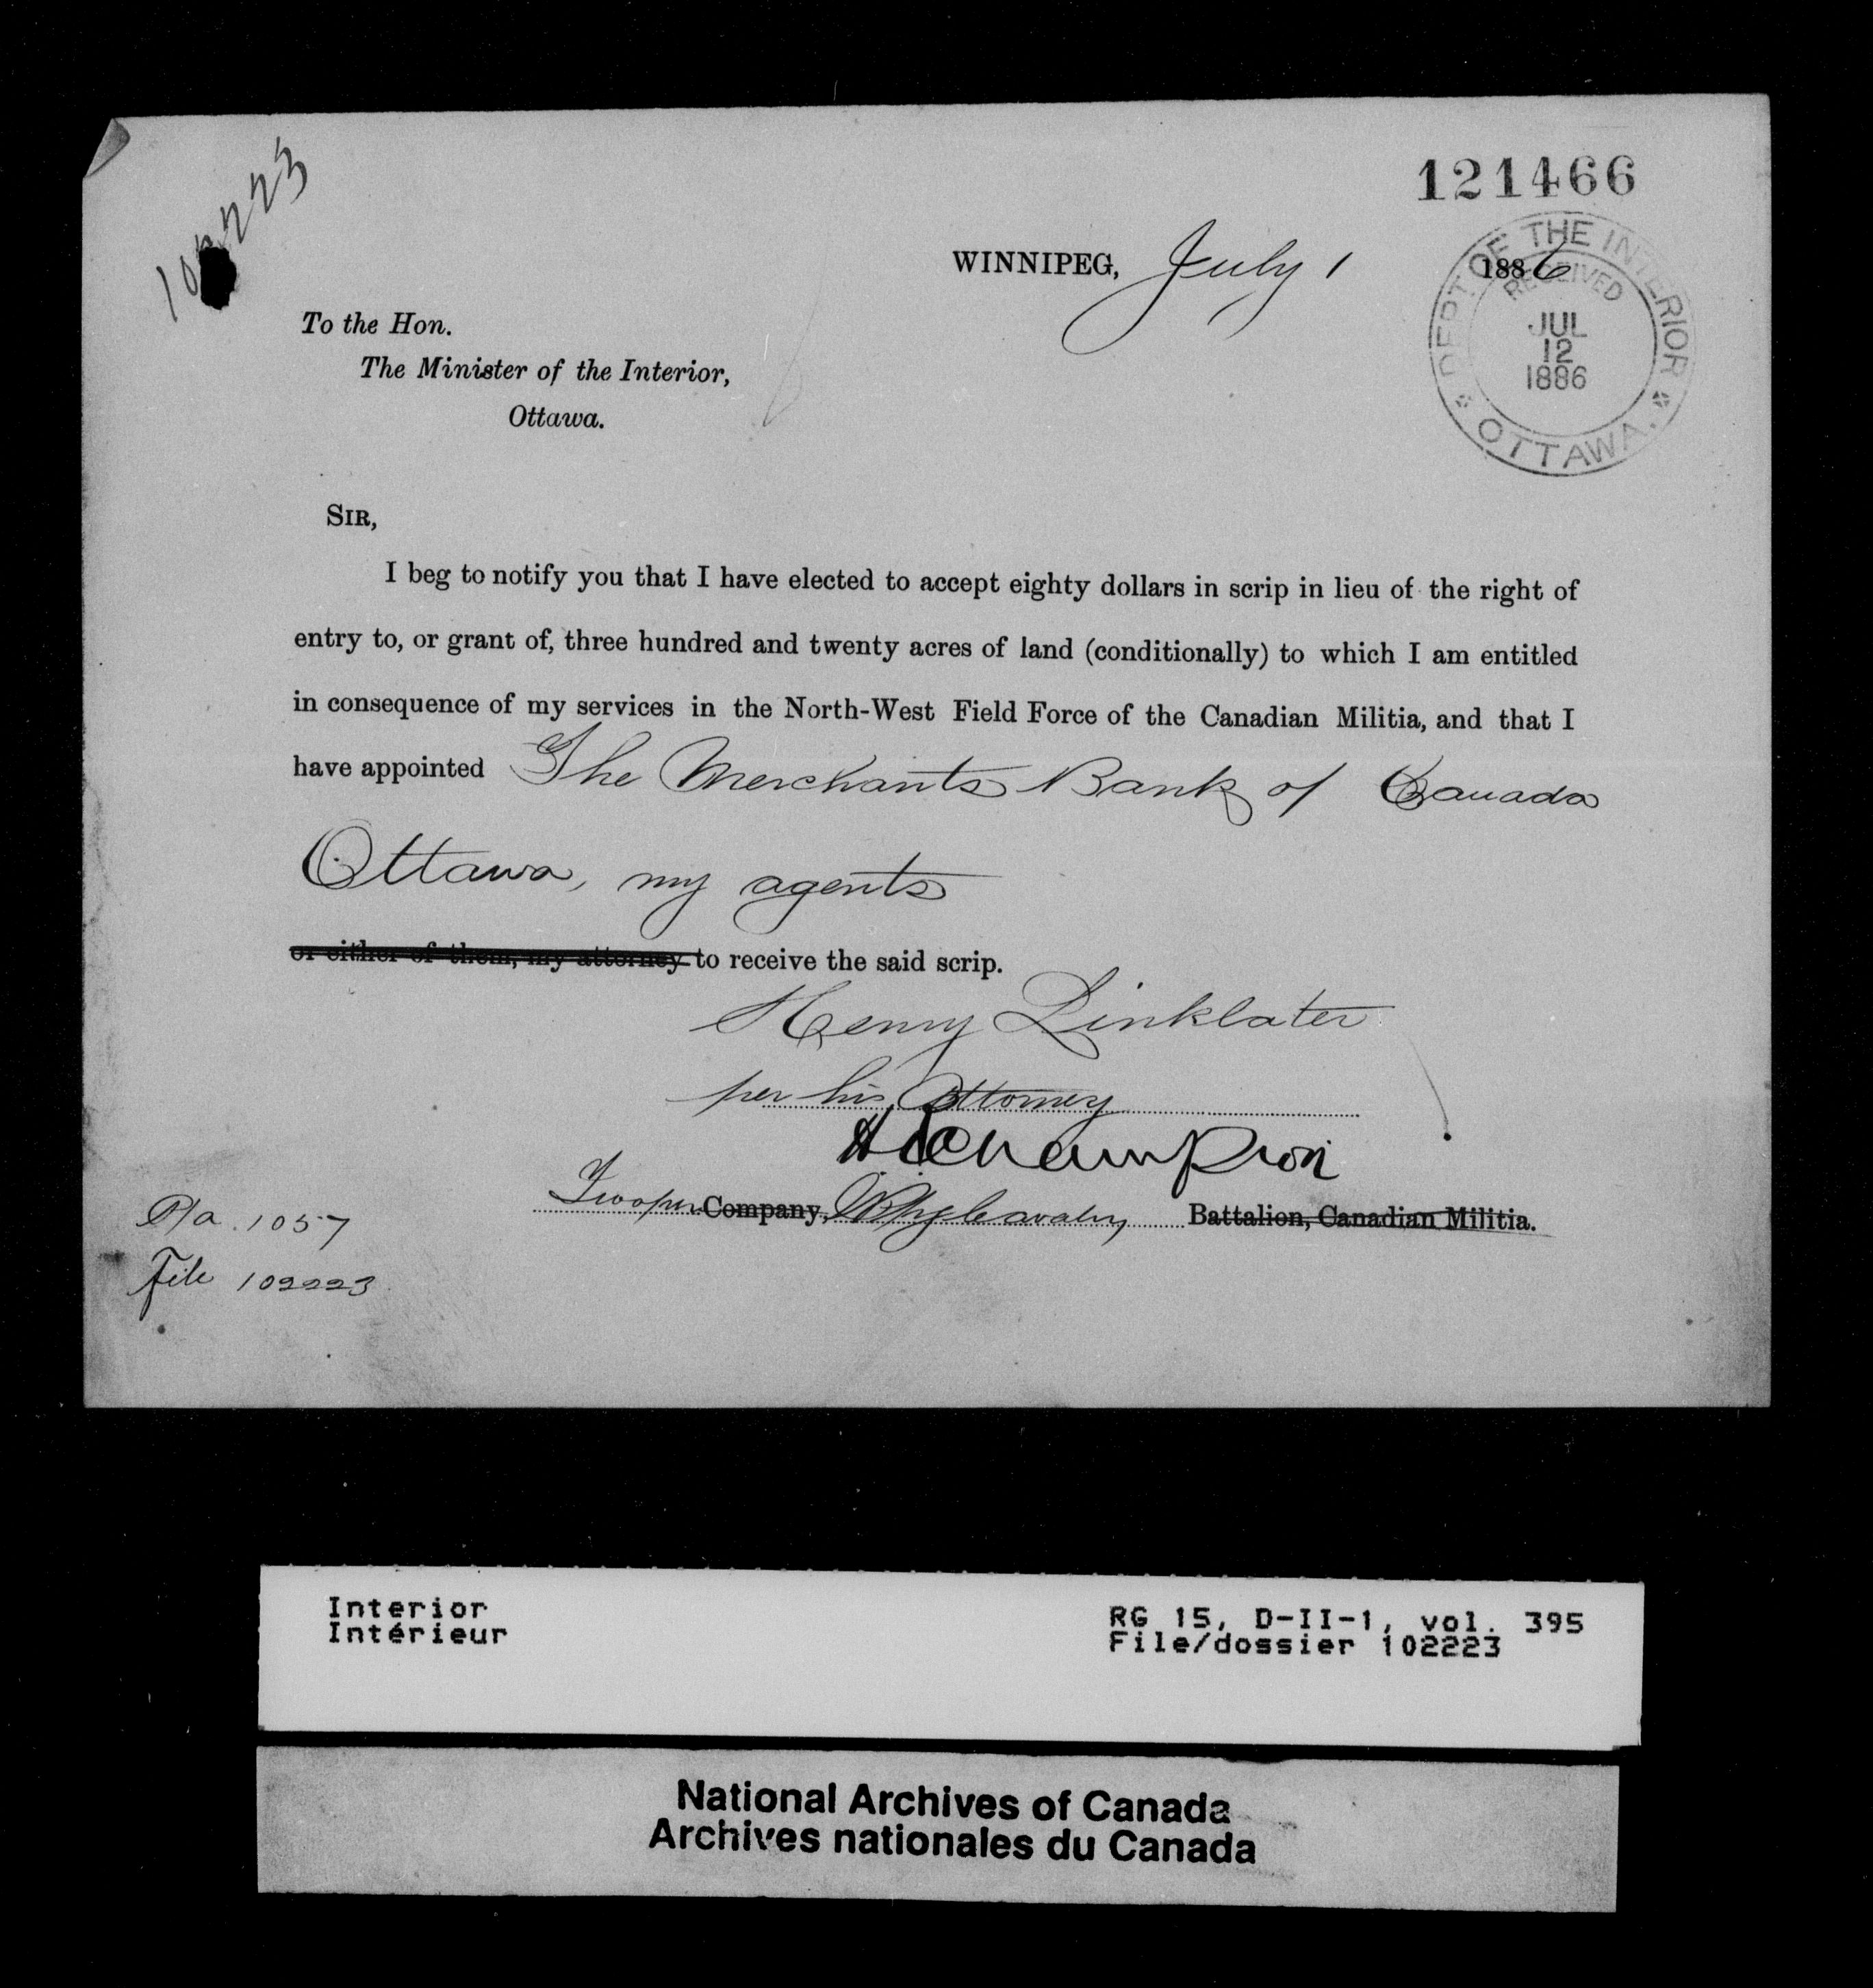 102223
121466
WINNIPEG, July 1 1886
DEPT. OF THE INTERIOR
RECEIVED
JUL
12
1886
OTTAWA.
To the Hon.
The Minister of the Interior,
Ottawa.
SIR,
I beg to notify you that I have elected to accept eighty dollars in scrip in lieu of the right of
entry to, or grant of, three hundred and twenty acres of land (conditionally) to which I am entitled
in consequence of my services in the North-West Field Force of the Canadian Militia, and that I
have appointed The Merchants Bank of Canada
Ottawa, my agents
or either of them, my attorney to receive the said scrip.
Henry Linklater
per his Attorney
Champion
Trooper Company, Cavalry Battalion, Canadian Militia.
P/a. 1057
File 102223
Interior
Intérieur
RG 15, D-II-1, vol. 395
File/dossier 102223
National Archives of Canada
Archives nationales du Canada